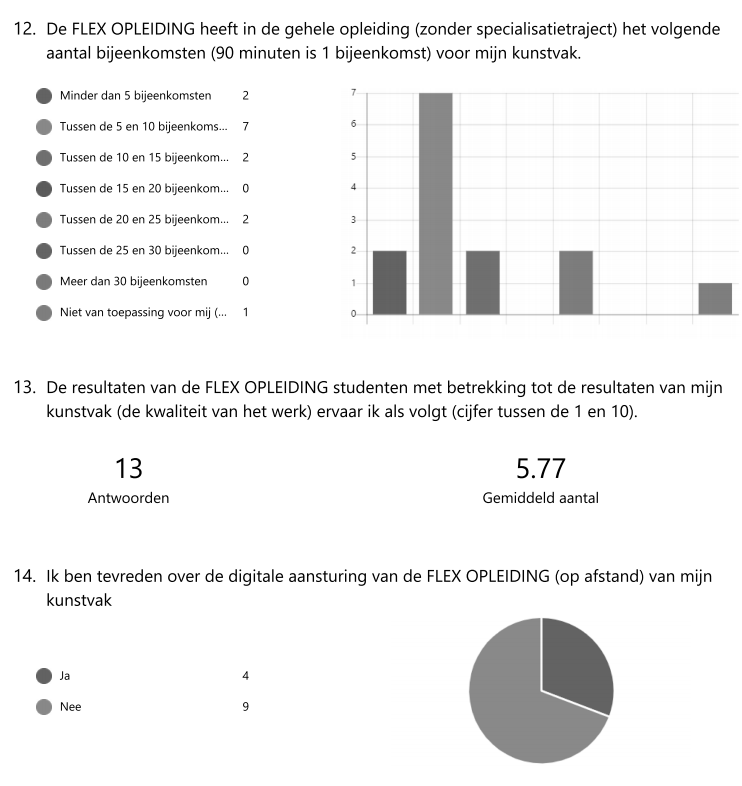 12. De FLEX OPLEIDING heeft in de gehele opleiding (zonder specialisatietraject) het volgende
aantal bijeenkomsten (90 minuten is 1 bijeenkomst) voor mijn kunstvak.
Minder dan 5 bijeenkomsten 2
Tussen de 5 en 10 bijeenkoms... 7
Tussen de 10 en 15 bijeenkom... 2
Tussen de 15 en 20 bijeenkom... 0
Tussen de 20 en 25 bijeenkom... 2
Tussen de 25 en 30 bijeenkom... 0
Meer dan 30 bijeenkomsten 0
Niet van toepassing voor mij (... 1
7
6
5
4
3
2
1
0
13. De resultaten van de FLEX OPLEIDING studenten met betrekking tot de resultaten van mijn
kunstvak (de kwaliteit van het werk) ervaar ik als volgt (cijfer tussen de 1 en 10).
13
Antwoorden
5.77
Gemiddeld aantal
14. Ik ben tevreden over de digitale aansturing van de FLEX OPLEIDING (op afstand) van mijn
kunstvak
Ja 4
Nee 9